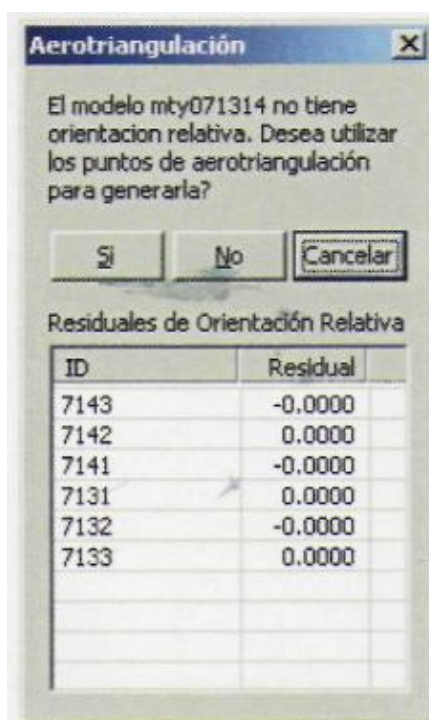 Aerotriangulación
El modelo mty071314 no tiene
orientacion relativa. Desea utilizar
los puntos de aerotriangulación
para generarla?
Si No Cancelar
Residuales de Orientación Relativa
ID Residual
7143 -0.0000
7142 0.0000
7141 -0.0000
7131 0.0000
7132 -0.0000
7133 0.0000